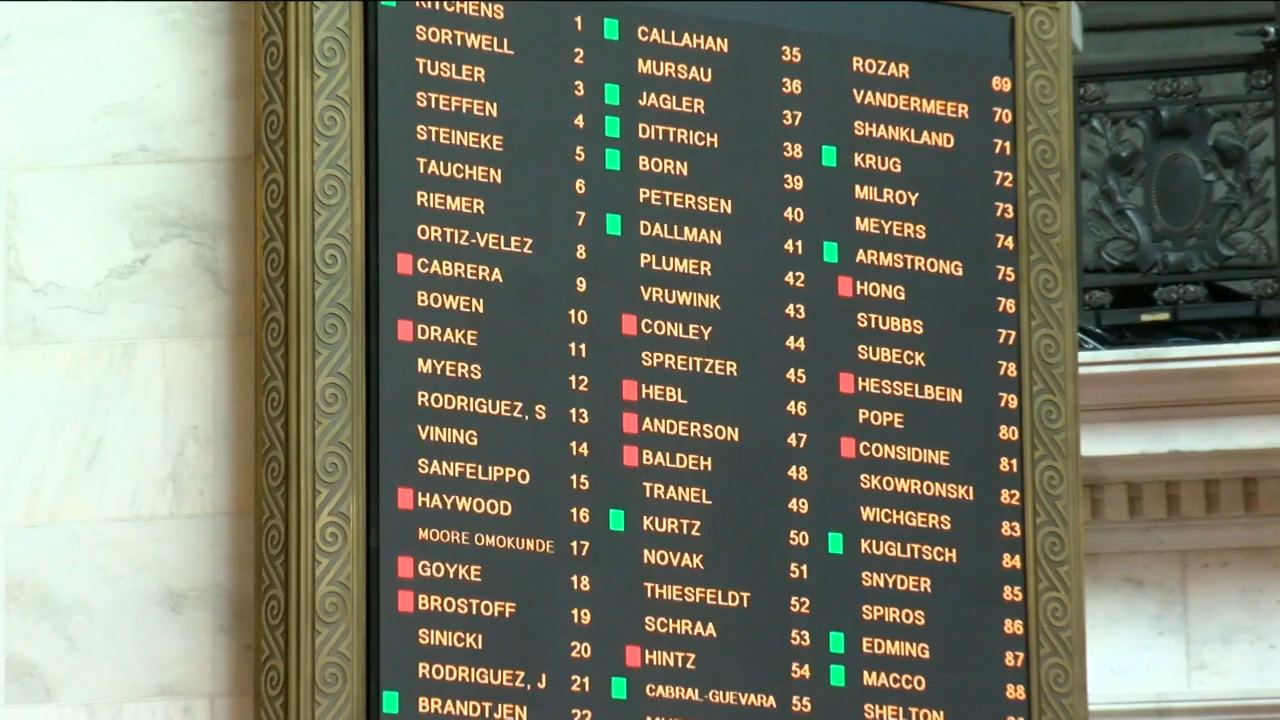 KITCHENS 1
SORTWELL 2
TUSLER 3
STEFFEN 4
STEINEKE 5
TAUCHEN 6
RIEMER 7
ORTIZ-VELEZ 8
CABRERA 9
BOWEN 10
DRAKE 11
MYERS 12
RODRIGUEZ, S 13
VINING 14
SANFELIPPO 15
HAYWOOD 16
MOORE OMOKUNDE 17
GOYKE 18
BROSTOFF 19
SINICKI 20
RODRIGUEZ, J 21
BRANDTJEN 22
CALLAHAN 35
MURSAU 36
JAGLER 37
DITTRICH 38
BORN 39
PETERSEN 40
DALLMAN 41
PLUMER 42
VRUWINK 43
CONLEY 44
SPREITZER 45
HEBL 46
ANDERSON 47
BALDEH 48
TRANEL 49
KURTZ 50
NOVAK 51
THIESFELDT 52
SCHRAA 53
HINTZ 54
CABRAL-GUEVARA 55
ROZAR 69
VANDERMEER 70
SHANKLAND 71
KRUG 72
MILROY 73
MEYERS 74
ARMSTRONG 75
HONG 76
STUBBS 77
SUBECK 78
HESSELBEIN 79
POPE 80
CONSIDINE 81
SKOWRONSKI 82
WICHGERS 83
KUGLITSCH 84
SNYDER 85
SPIROS 86
EDMING 87
MACCO 88
SHELTON